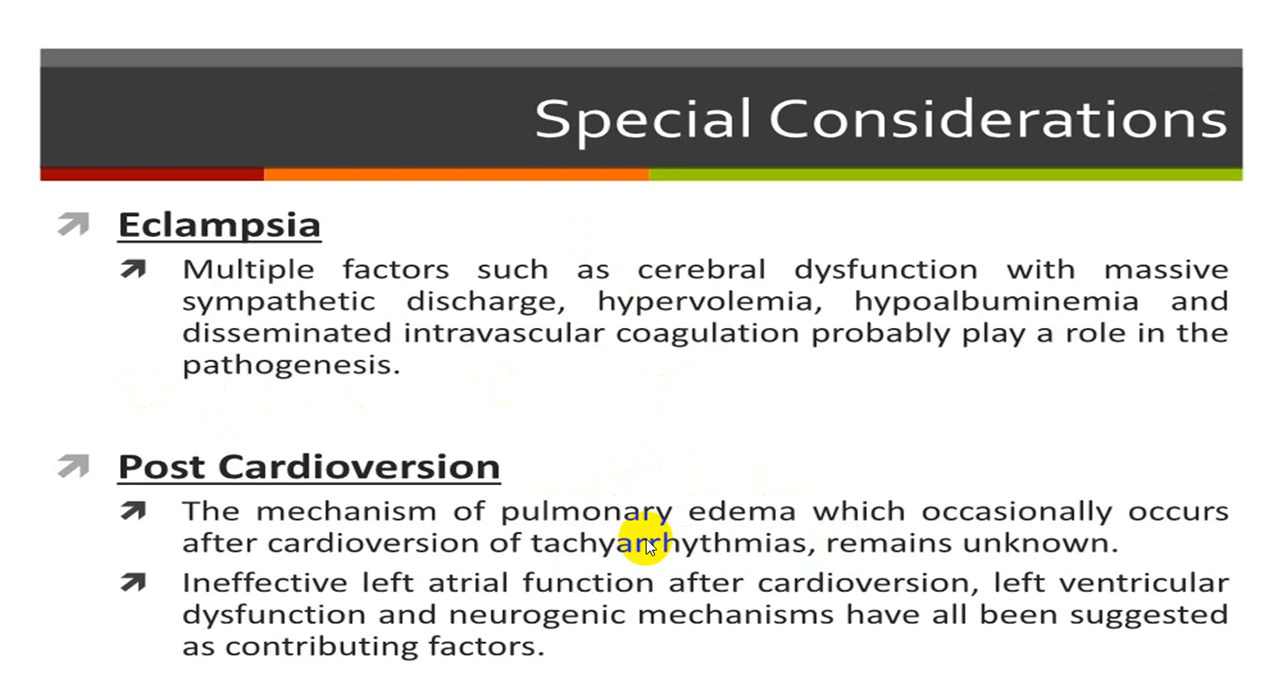 Special Considerations
Eclampsia
Multiple factors such as cerebral dysfunction with massive
sympathetic discharge, hypervolemia, hypoalbuminemia and
disseminated intravascular coagulation probably play a role in the
pathogenesis.
Post Cardioversion
The mechanism of pulmonary edema which occasionally occurs
after cardioversion of tachyarrhythmias, remains unknown.
Ineffective left atrial function after cardioversion, left ventricular
dysfunction and neurogenic mechanisms have all been suggested
as contributing factors.